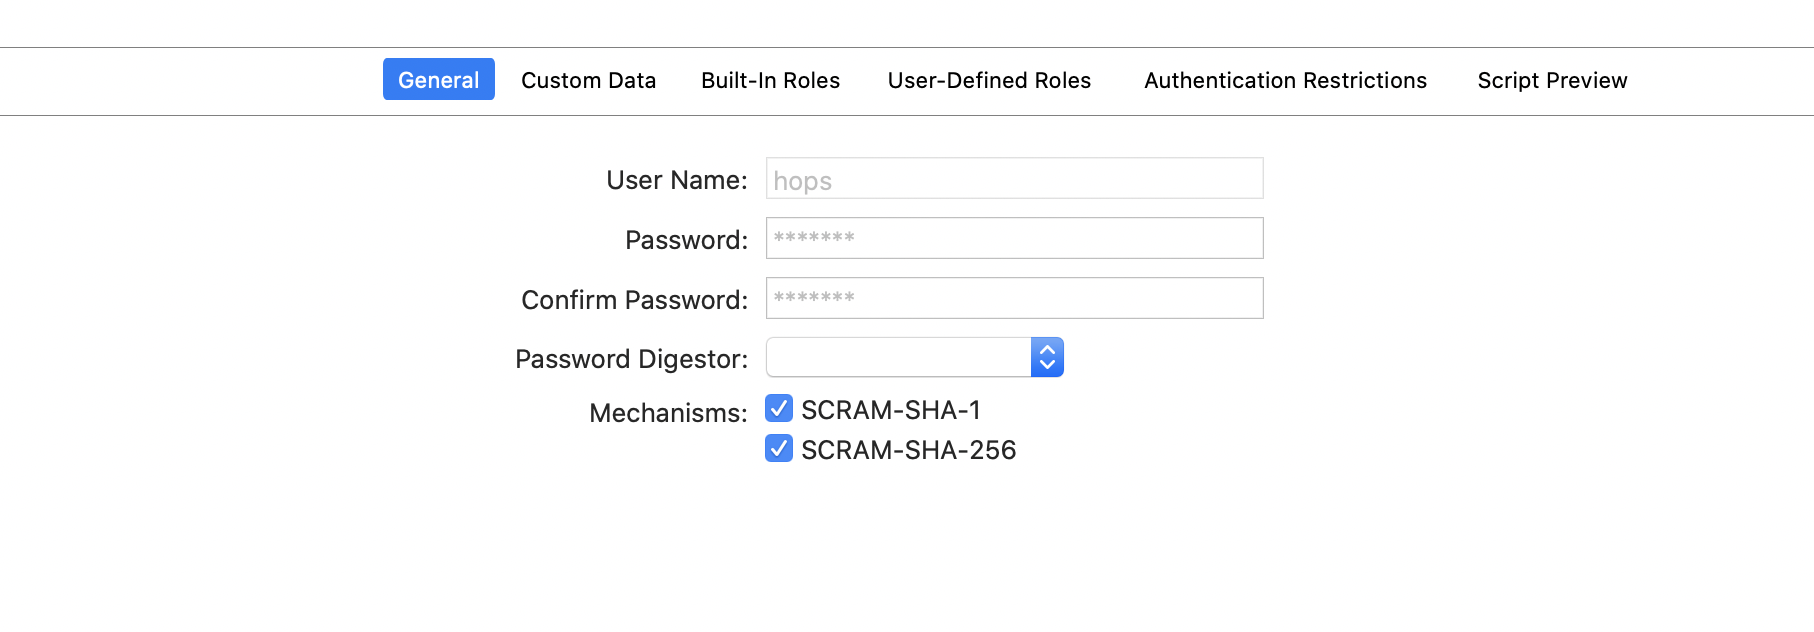 General Custom Data Built-In Roles User-Defined Roles Authentication Restrictions Script Preview
User Name: hops
Password: *******
Confirm Password: *******
Password Digestor:
Mechanisms: SCRAM-SHA-1
SCRAM-SHA-256